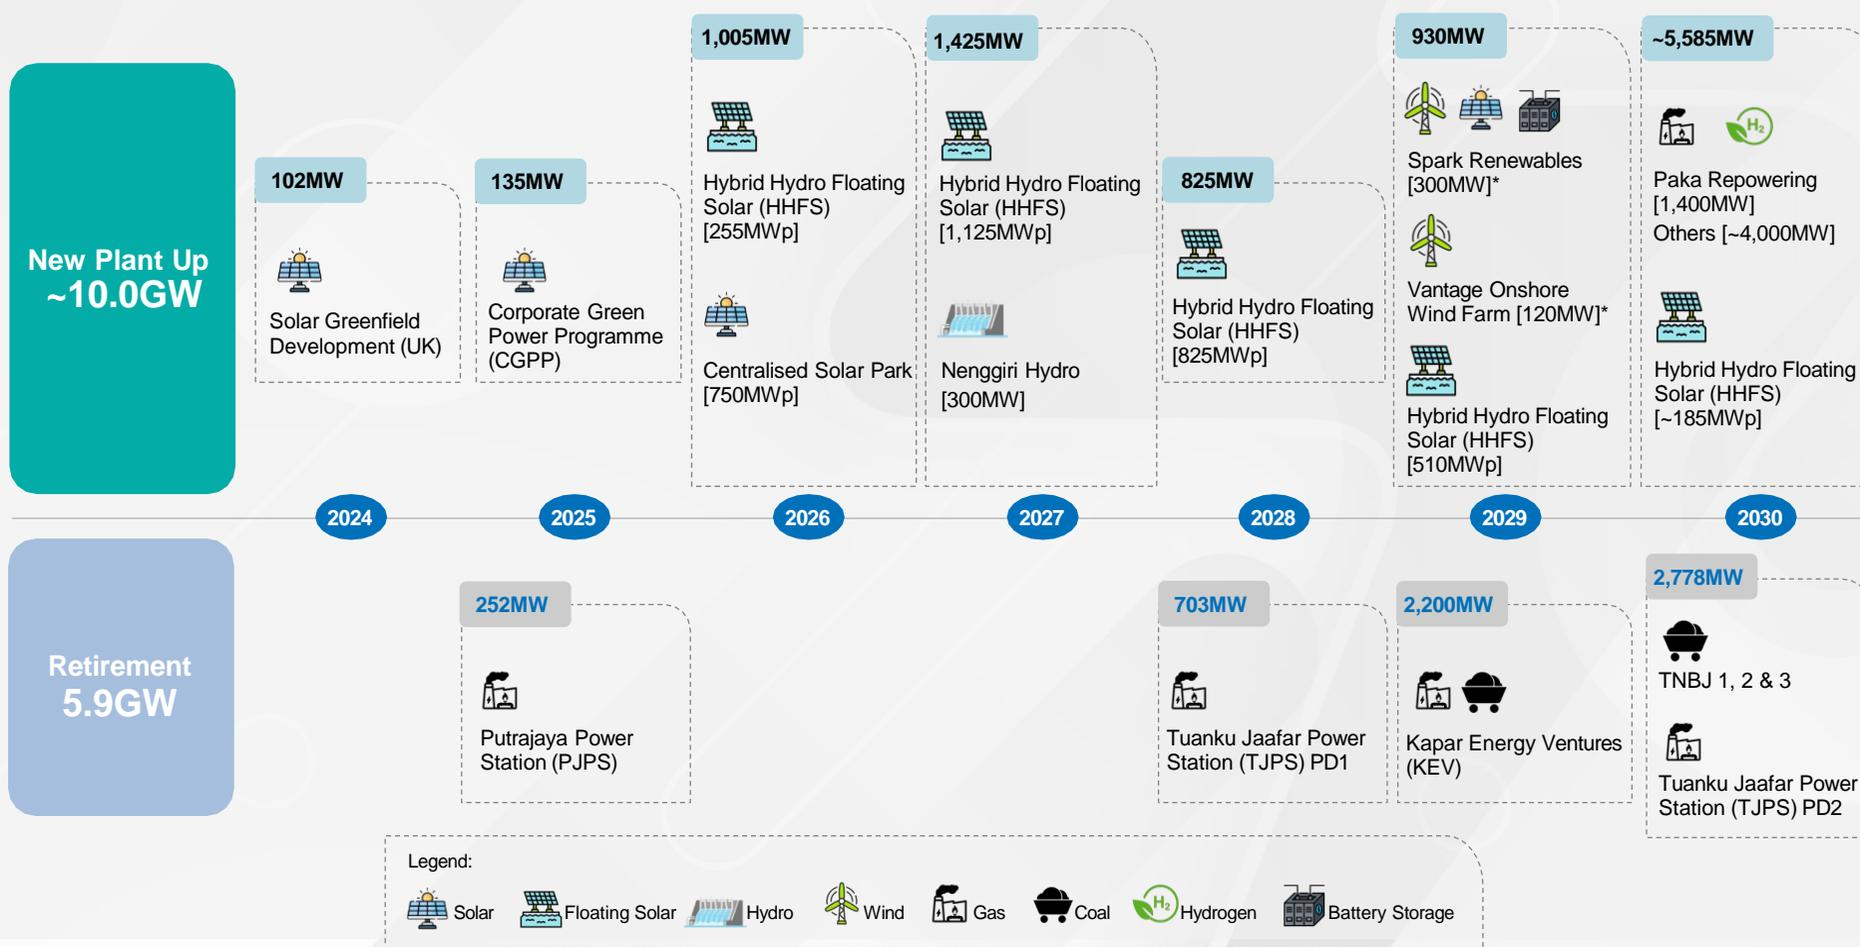 New Plant Up
~10.0GW
102MW
Solar Greenfield
Development (UK)
135MW
Corporate Green
Power Programme
(CGPP)
1,005MW
Hybrid Hydro Floating
Solar (HHFS)
[255MWp]
Centralised Solar Park
[750MWp]
1,425MW
Hybrid Hydro Floating
Solar (HHFS)
[1,125MWp]
Nenggiri Hydro
[300MW]
825MW
Hybrid Hydro Floating
Solar (HHFS)
[825MWp]
930MW
Spark Renewables
[300MW]*
Vantage Onshore
Wind Farm [120MW]*
Hybrid Hydro Floating
Solar (HHFS)
[510MWp]
~5,585MW
H₂
Paka Repowering
[1,400MW]
Others [~4,000MW]
Hybrid Hydro Floating
Solar (HHFS)
[~185MWp]
2024
2025
2026
2027
2028
2029
2030
Retirement
5.9GW
252MW
Putrajaya Power
Station (PJPS)
703MW
Tuanku Jaafar Power
Station (TJPS) PD1
2,200MW
Kapar Energy Ventures
(KEV)
2,778MW
TNBJ 1, 2 & 3
Tuanku Jaafar Power
Station (TJPS) PD2
Legend:
Solar
Floating Solar
Hydro
Wind
Gas
Coal
H₂
Hydrogen
Battery Storage